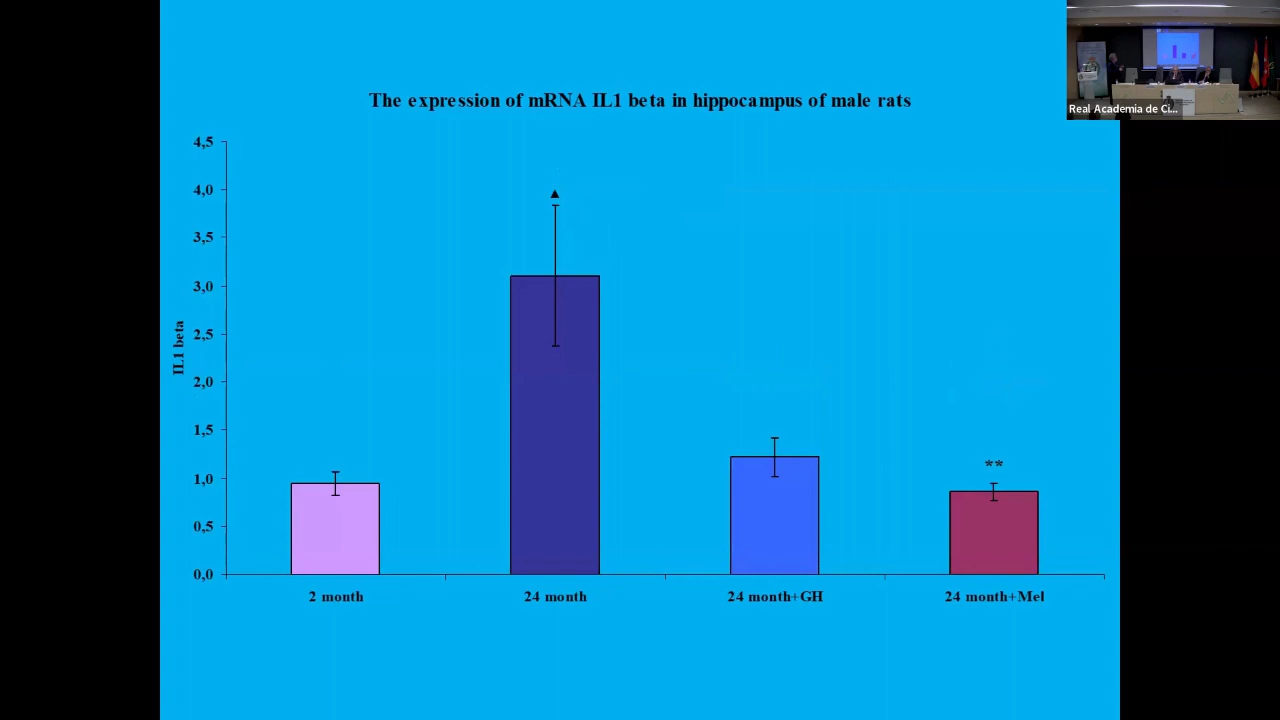 The expression of mRNA IL1 beta in hippocampus of male rats
4,5
4,0
3,5
3,0
2,5
2,0
1,5
1,0
0,5
0,0
IL1 beta
**
2 month
24 month
24 month+GH
24 month+Mel
Real Academia de Ci...